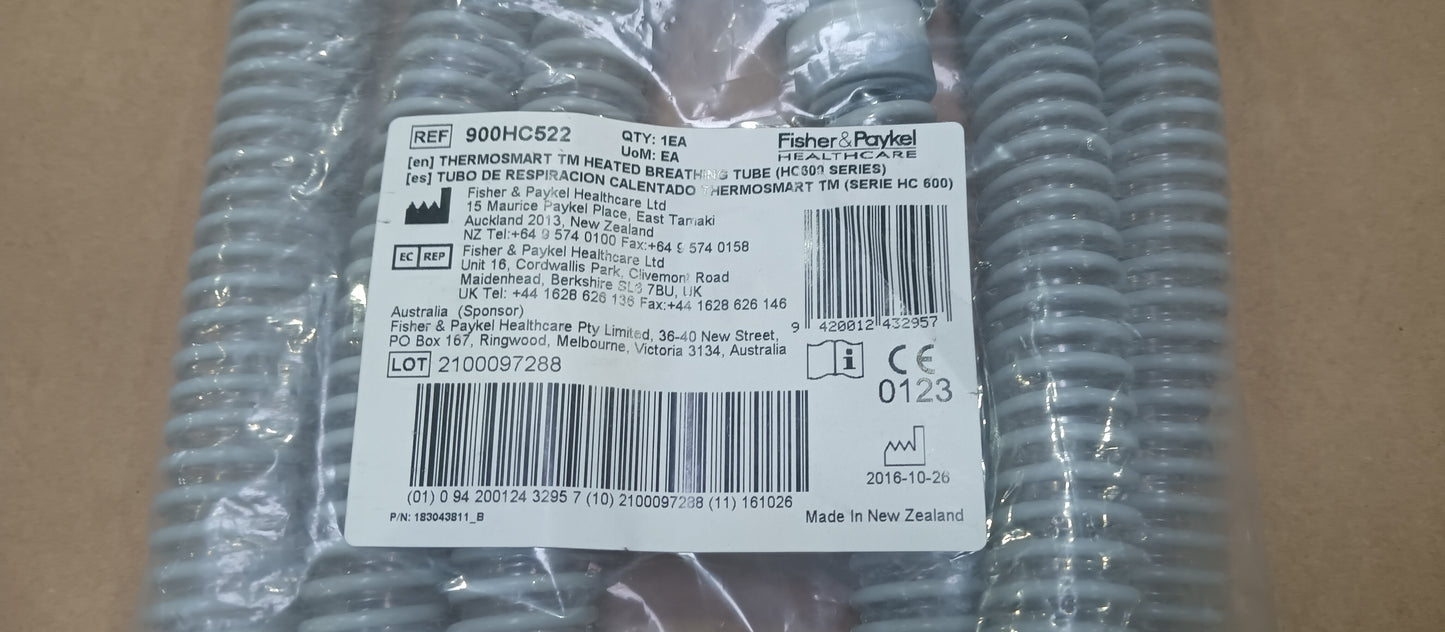 REF 900HC522 QTY: 1EA
UoM: EA
Fisher&Paykel
HEALTHCARE
[en] THERMOSMART TM HEATED BREATHING TUBE (HC600 SERIES)
[es] TUBO DE RESPIRACION CALENTADO THERMOSMART TM (SERIE HC 600)
Fisher & Paykel Healthcare Ltd
15 Maurice Paykel Place, East Tamaki
Auckland 2013, New Zealand
NZ Tel:+64 9 574 0100 Fax:+64 9 574 0158
EC REP
Fisher & Paykel Healthcare Ltd
Unit 16, Cordwallis Park, Clivemont Road
Maidenhead, Berkshire SL6 7BU, UK
UK Tel: +44 1628 626 136 Fax:+44 1628 626 146
Australia (Sponsor)
Fisher & Paykel Healthcare Pty Limited, 36-40 New Street,
PO Box 167, Ringwood, Melbourne, Victoria 3134, Australia
9 420012 432957
LOT 2100097288
i
CE
0123
2016-10-26
(01) 0 94 200124 3295 7 (10) 2100097288 (11) 161026
P/N: 183043811_B
Made In New Zealand